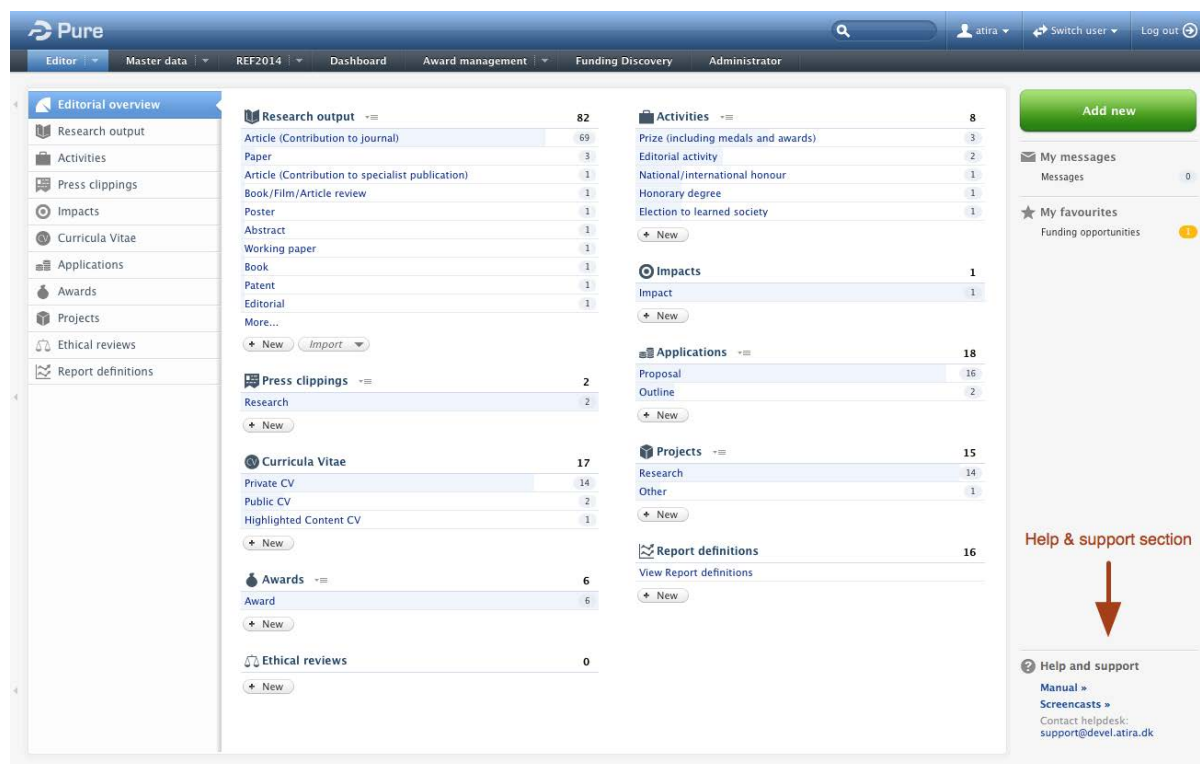 Pure
atira
Switch user
Log out
Editor
Master data
REF2014
Dashboard
Award management
Funding Discovery
Administrator
Editorial overview
Research output
Activities
Press clippings
Impacts
Curricula Vitae
Applications
Awards
Projects
Ethical reviews
Report definitions
Research output 82
Article (Contribution to journal) 69
Paper 3
Article (Contribution to specialist publication) 1
Book/Film/Article review 1
Poster 1
Abstract 1
Working paper 1
Book 1
Patent 1
Editorial 1
More...
+ New Import
Press clippings 2
Research 2
+ New
CV Curricula Vitae 17
Private CV 14
Public CV 2
Highlighted Content CV 1
+ New
Awards 6
Award 6
+ New
Ethical reviews 0
+ New
Activities 8
Prize (including medals and awards) 3
Editorial activity 2
National/international honour 1
Honorary degree 1
Election to learned society 1
+ New
Impacts 1
Impact 1
+ New
Applications 18
Proposal 16
Outline 2
+ New
Projects 15
Research 14
Other 1
+ New
Report definitions 16
View Report definitions
+ New
Add new
My messages
Messages 0
My favourites
Funding opportunities 1
Help & support section
Help and support
Manual »
Screencasts »
Contact helpdesk:
support@devel.atira.dk